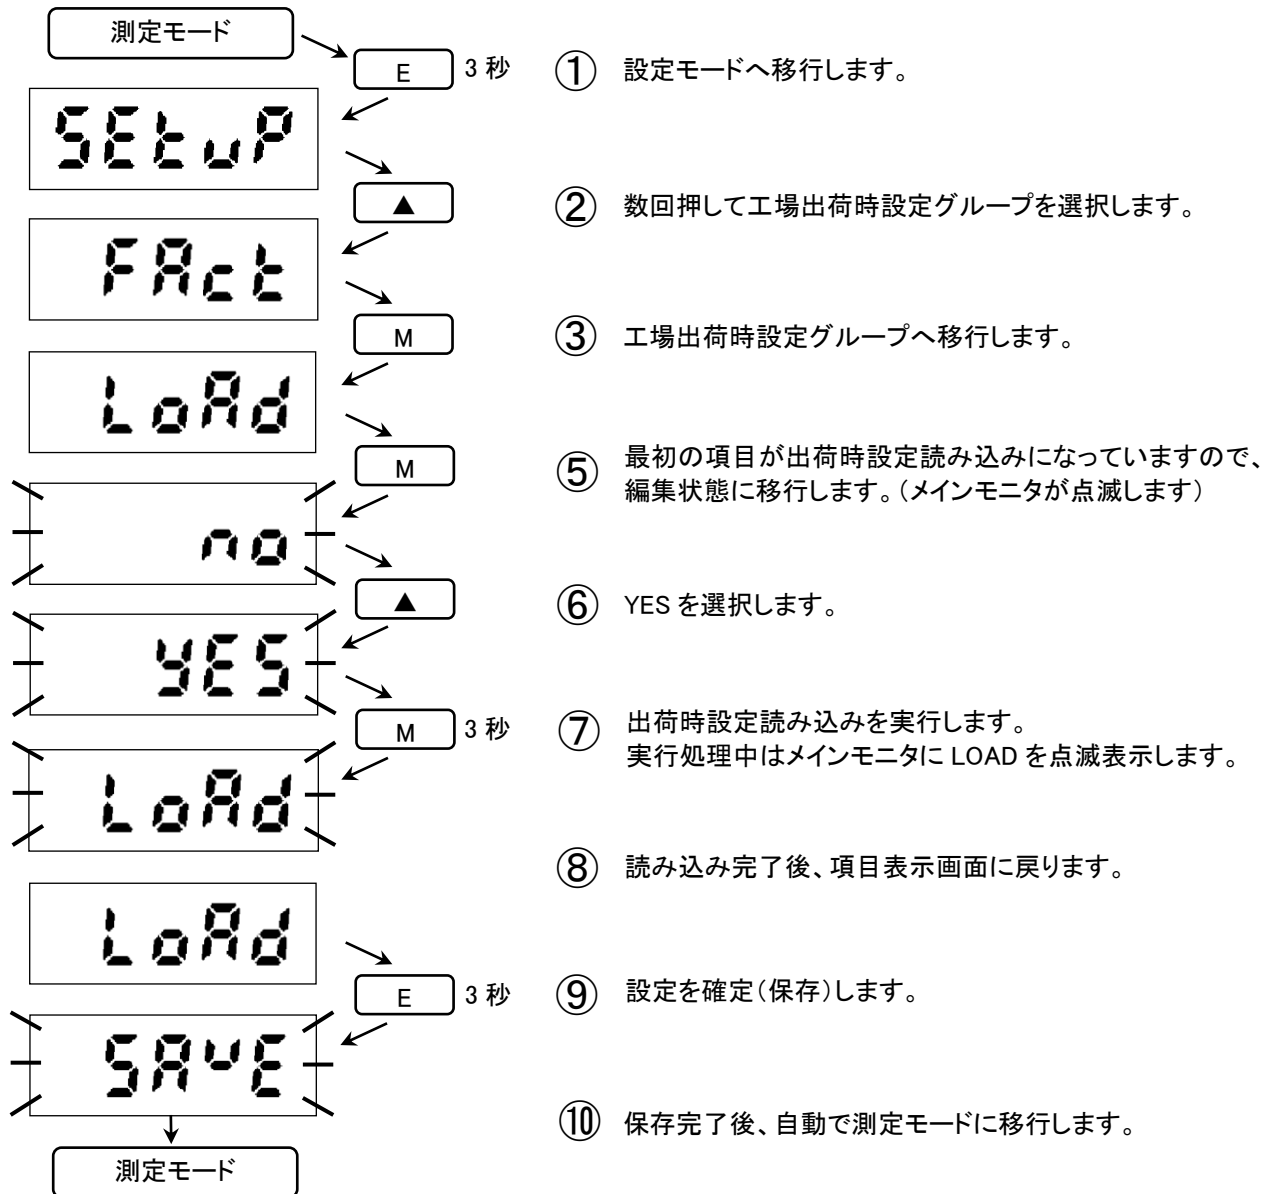 測定モード
E 3 秒 ① 設定モードへ移行します。
SEtuP
▲ ② 数回押して工場出荷時設定グループを選択します。
FAct
M ③ 工場出荷時設定グループへ移行します。
LoAd
M ⑤ 最初の項目が出荷時設定読み込みになっていますので、
編集状態に移行します。（メインモニタが点滅します）
no
▲ ⑥ YES を選択します。
yES
M 3 秒 ⑦ 出荷時設定読み込みを実行します。
実行処理中はメインモニタに LOAD を点滅表示します。
LoAd
⑧ 読み込み完了後、項目表示画面に戻ります。
LoAd
E 3 秒 ⑨ 設定を確定（保存）します。
SAvE
⑩ 保存完了後、自動で測定モードに移行します。
測定モード